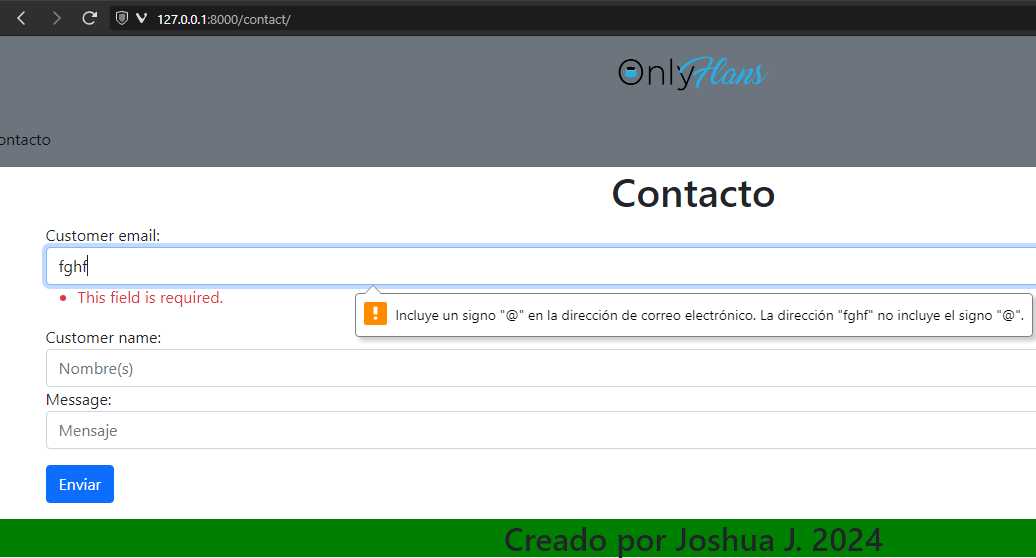 127.0.0.1:8000/contact/
OnlyHans
ontacto
Contacto
Customer email:
fghf
This field is required.
Incluye un signo "@" en la dirección de correo electrónico. La dirección "fghf" no incluye el signo "@".
Customer name:
Nombre(s)
Message:
Mensaje
Enviar
Creado por Joshua J. 2024